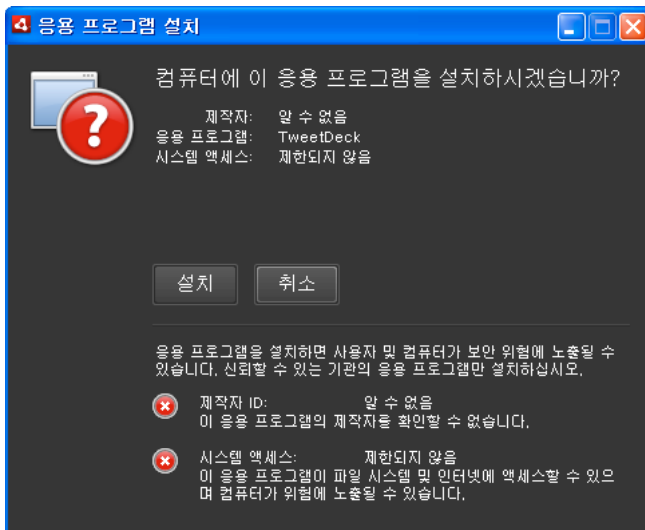 응용 프로그램 설치
컴퓨터에 이 응용 프로그램을 설치하시겠습니까?
제작자: 알 수 없음
응용 프로그램: TweetDeck
시스템 액세스: 제한되지 않음
설치 취소
응용 프로그램을 설치하면 사용자 및 컴퓨터가 보안 위험에 노출될 수
있습니다. 신뢰할 수 있는 기관의 응용 프로그램만 설치하십시오.
제작자 ID: 알 수 없음
이 응용 프로그램의 제작자를 확인할 수 없습니다.
시스템 액세스: 제한되지 않음
이 응용 프로그램이 파일 시스템 및 인터넷에 액세스할 수 있으
며 컴퓨터가 위험에 노출될 수 있습니다.